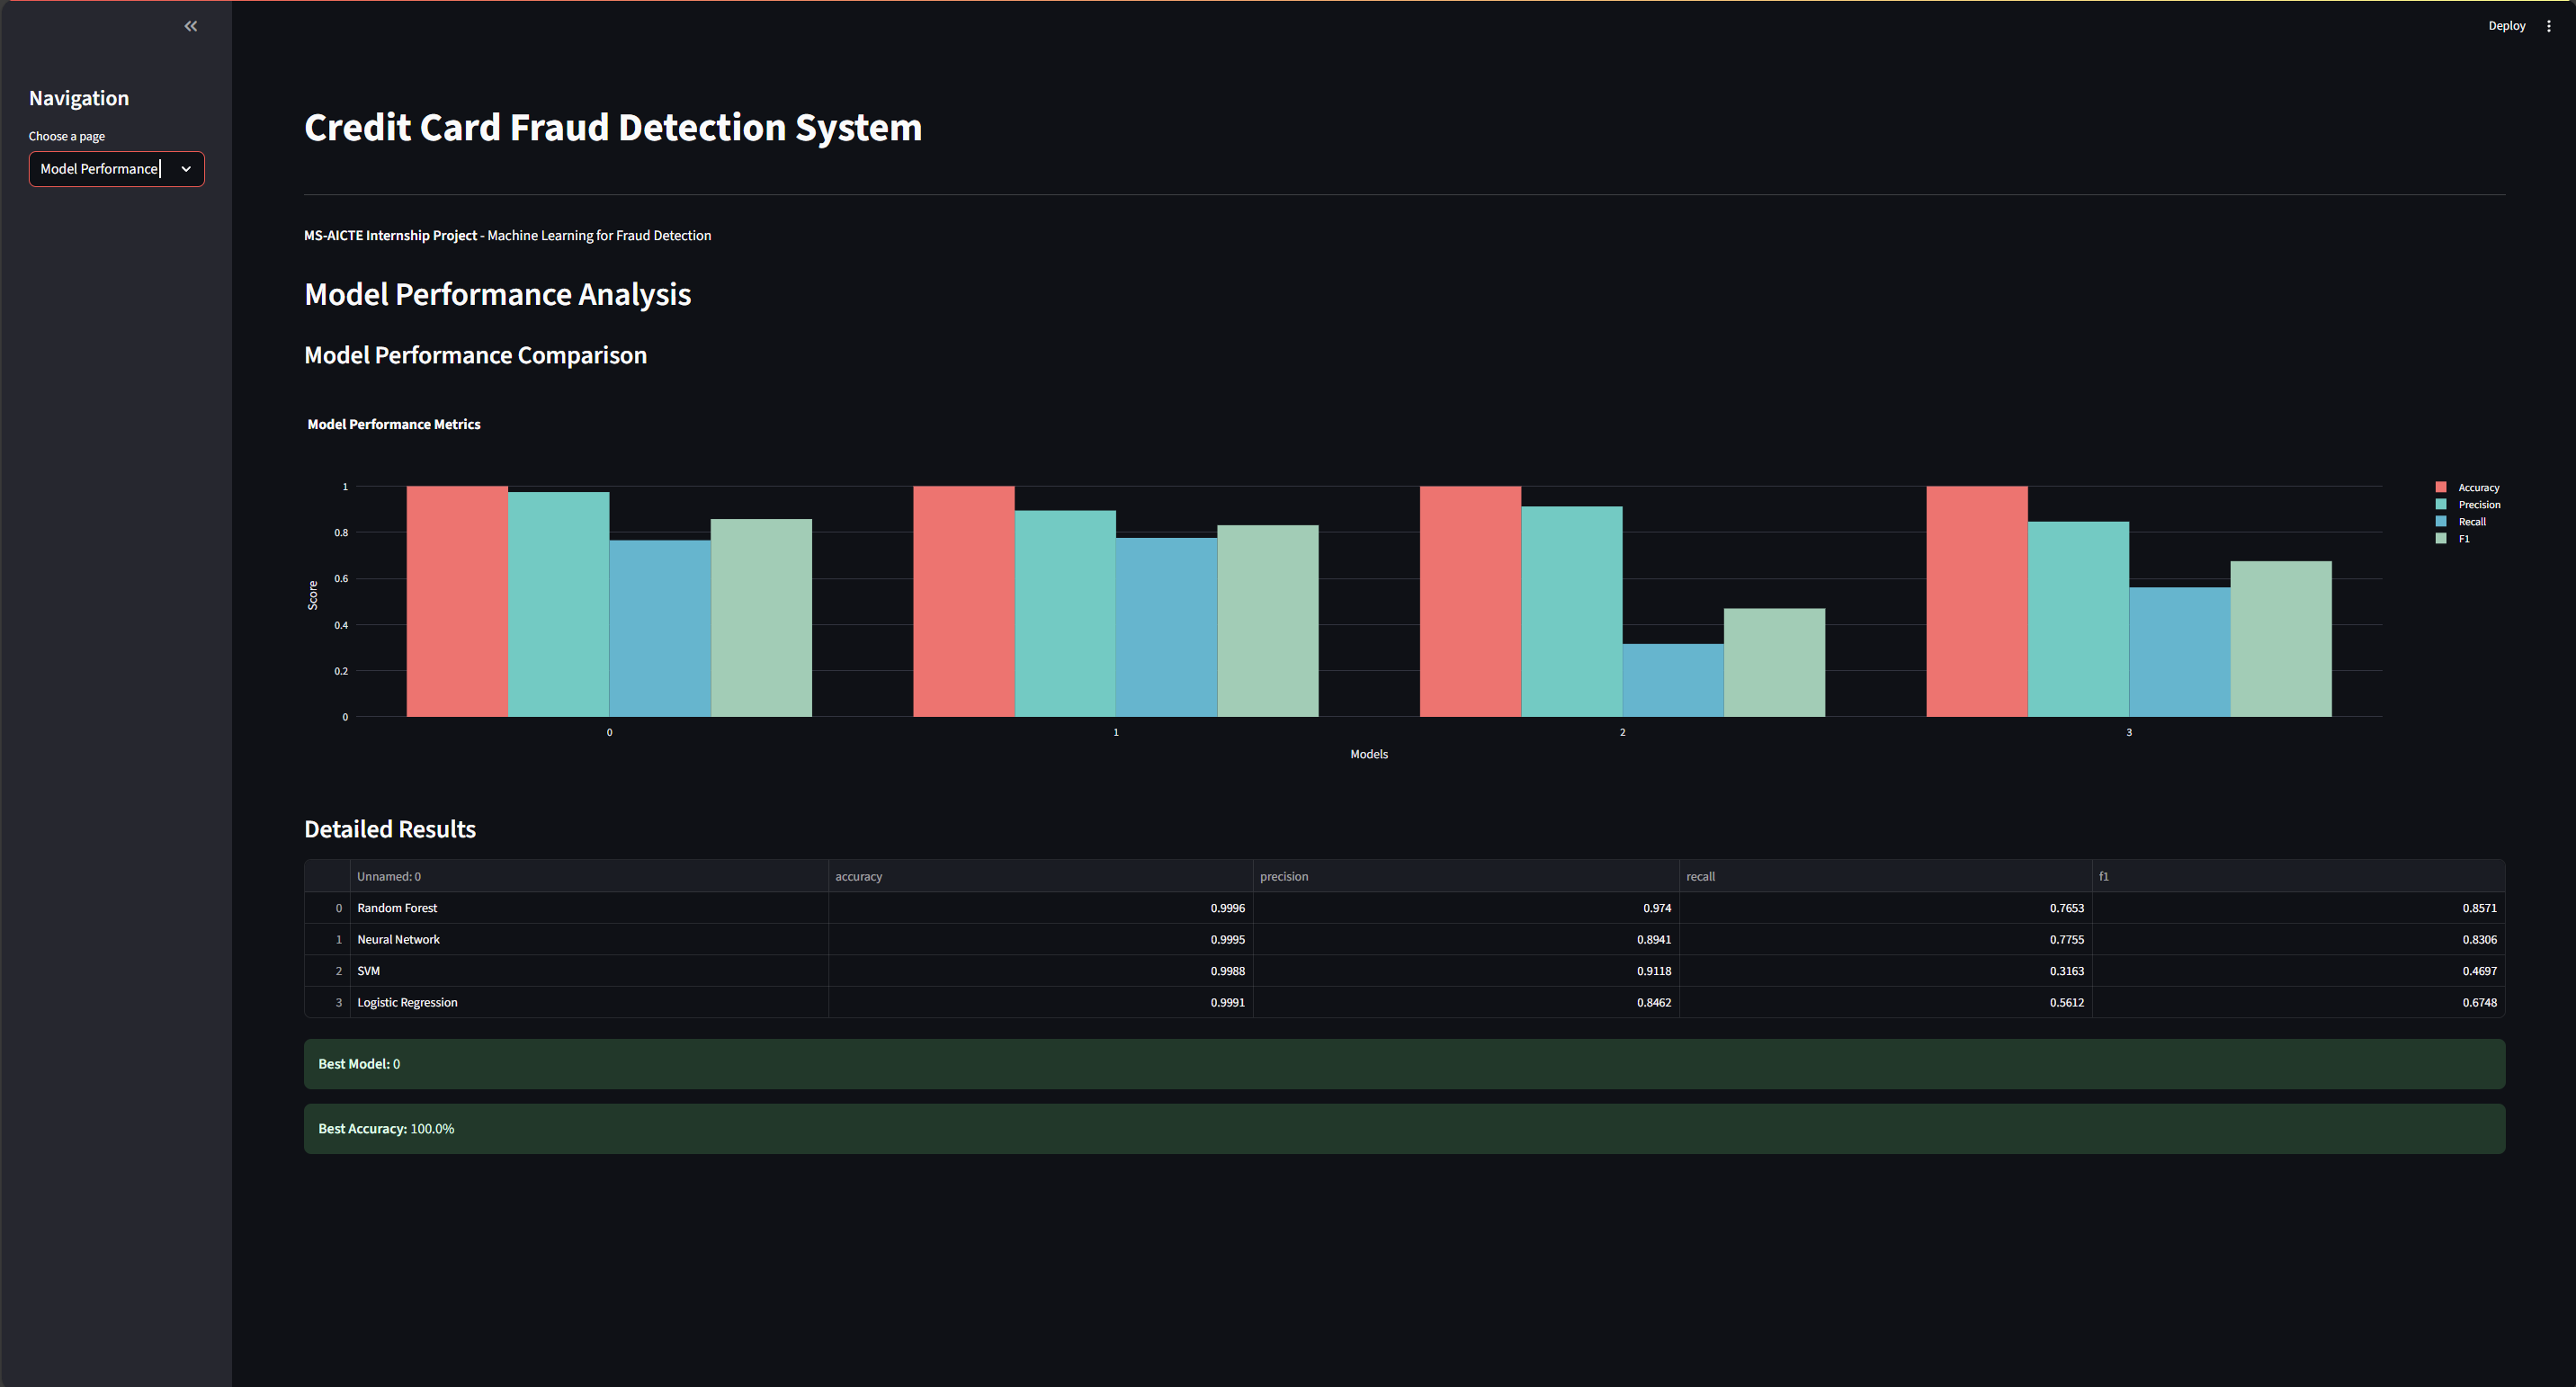 Deploy
Navigation
Choose a page
Model Performance
Credit Card Fraud Detection System
MS-AICTE Internship Project - Machine Learning for Fraud Detection
Model Performance Analysis
Model Performance Comparison
Model Performance Metrics
1
0.8
0.6
0.4
0.2
0
Score
0 1 2 3
Models
Accuracy
Precision
Recall
F1
Detailed Results
Unnamed: 0 accuracy precision recall f1
0 Random Forest 0.9996 0.974 0.7653 0.8571
1 Neural Network 0.9995 0.8941 0.7755 0.8306
2 SVM 0.9988 0.9118 0.3163 0.4697
3 Logistic Regression 0.9991 0.8462 0.5612 0.6748
Best Model: 0
Best Accuracy: 100.0%